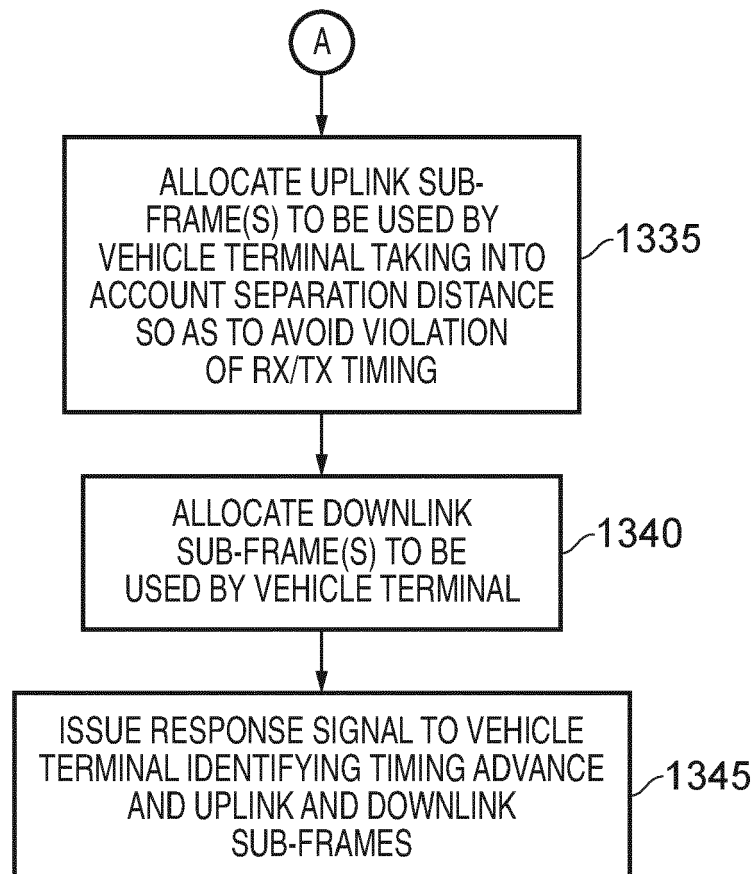 A
ALLOCATE UPLINK SUB-
FRAME(S) TO BE USED BY
VEHICLE TERMINAL TAKING INTO
ACCOUNT SEPARATION DISTANCE
SO AS TO AVOID VIOLATION
OF RX/TX TIMING
1335
ALLOCATE DOWNLINK
SUB-FRAME(S) TO BE
USED BY VEHICLE TERMINAL
1340
ISSUE RESPONSE SIGNAL TO VEHICLE
TERMINAL IDENTIFYING TIMING ADVANCE
AND UPLINK AND DOWNLINK
SUB-FRAMES
1345